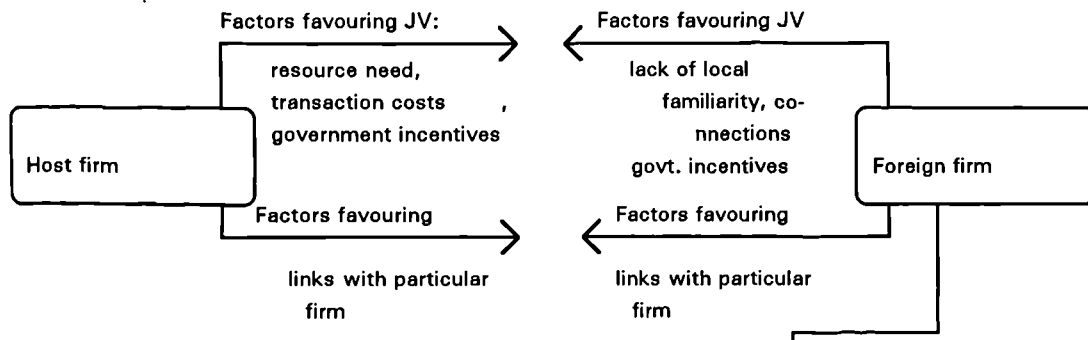 Factors favouring JV:
resource need,
transaction costs ,
government incentives
Factors favouring JV
lack of local
familiarity, co-
nnections
govt. incentives
Host firm
Foreign firm
Factors favouring
links with particular
firm
Factors favouring
links with particular
firm